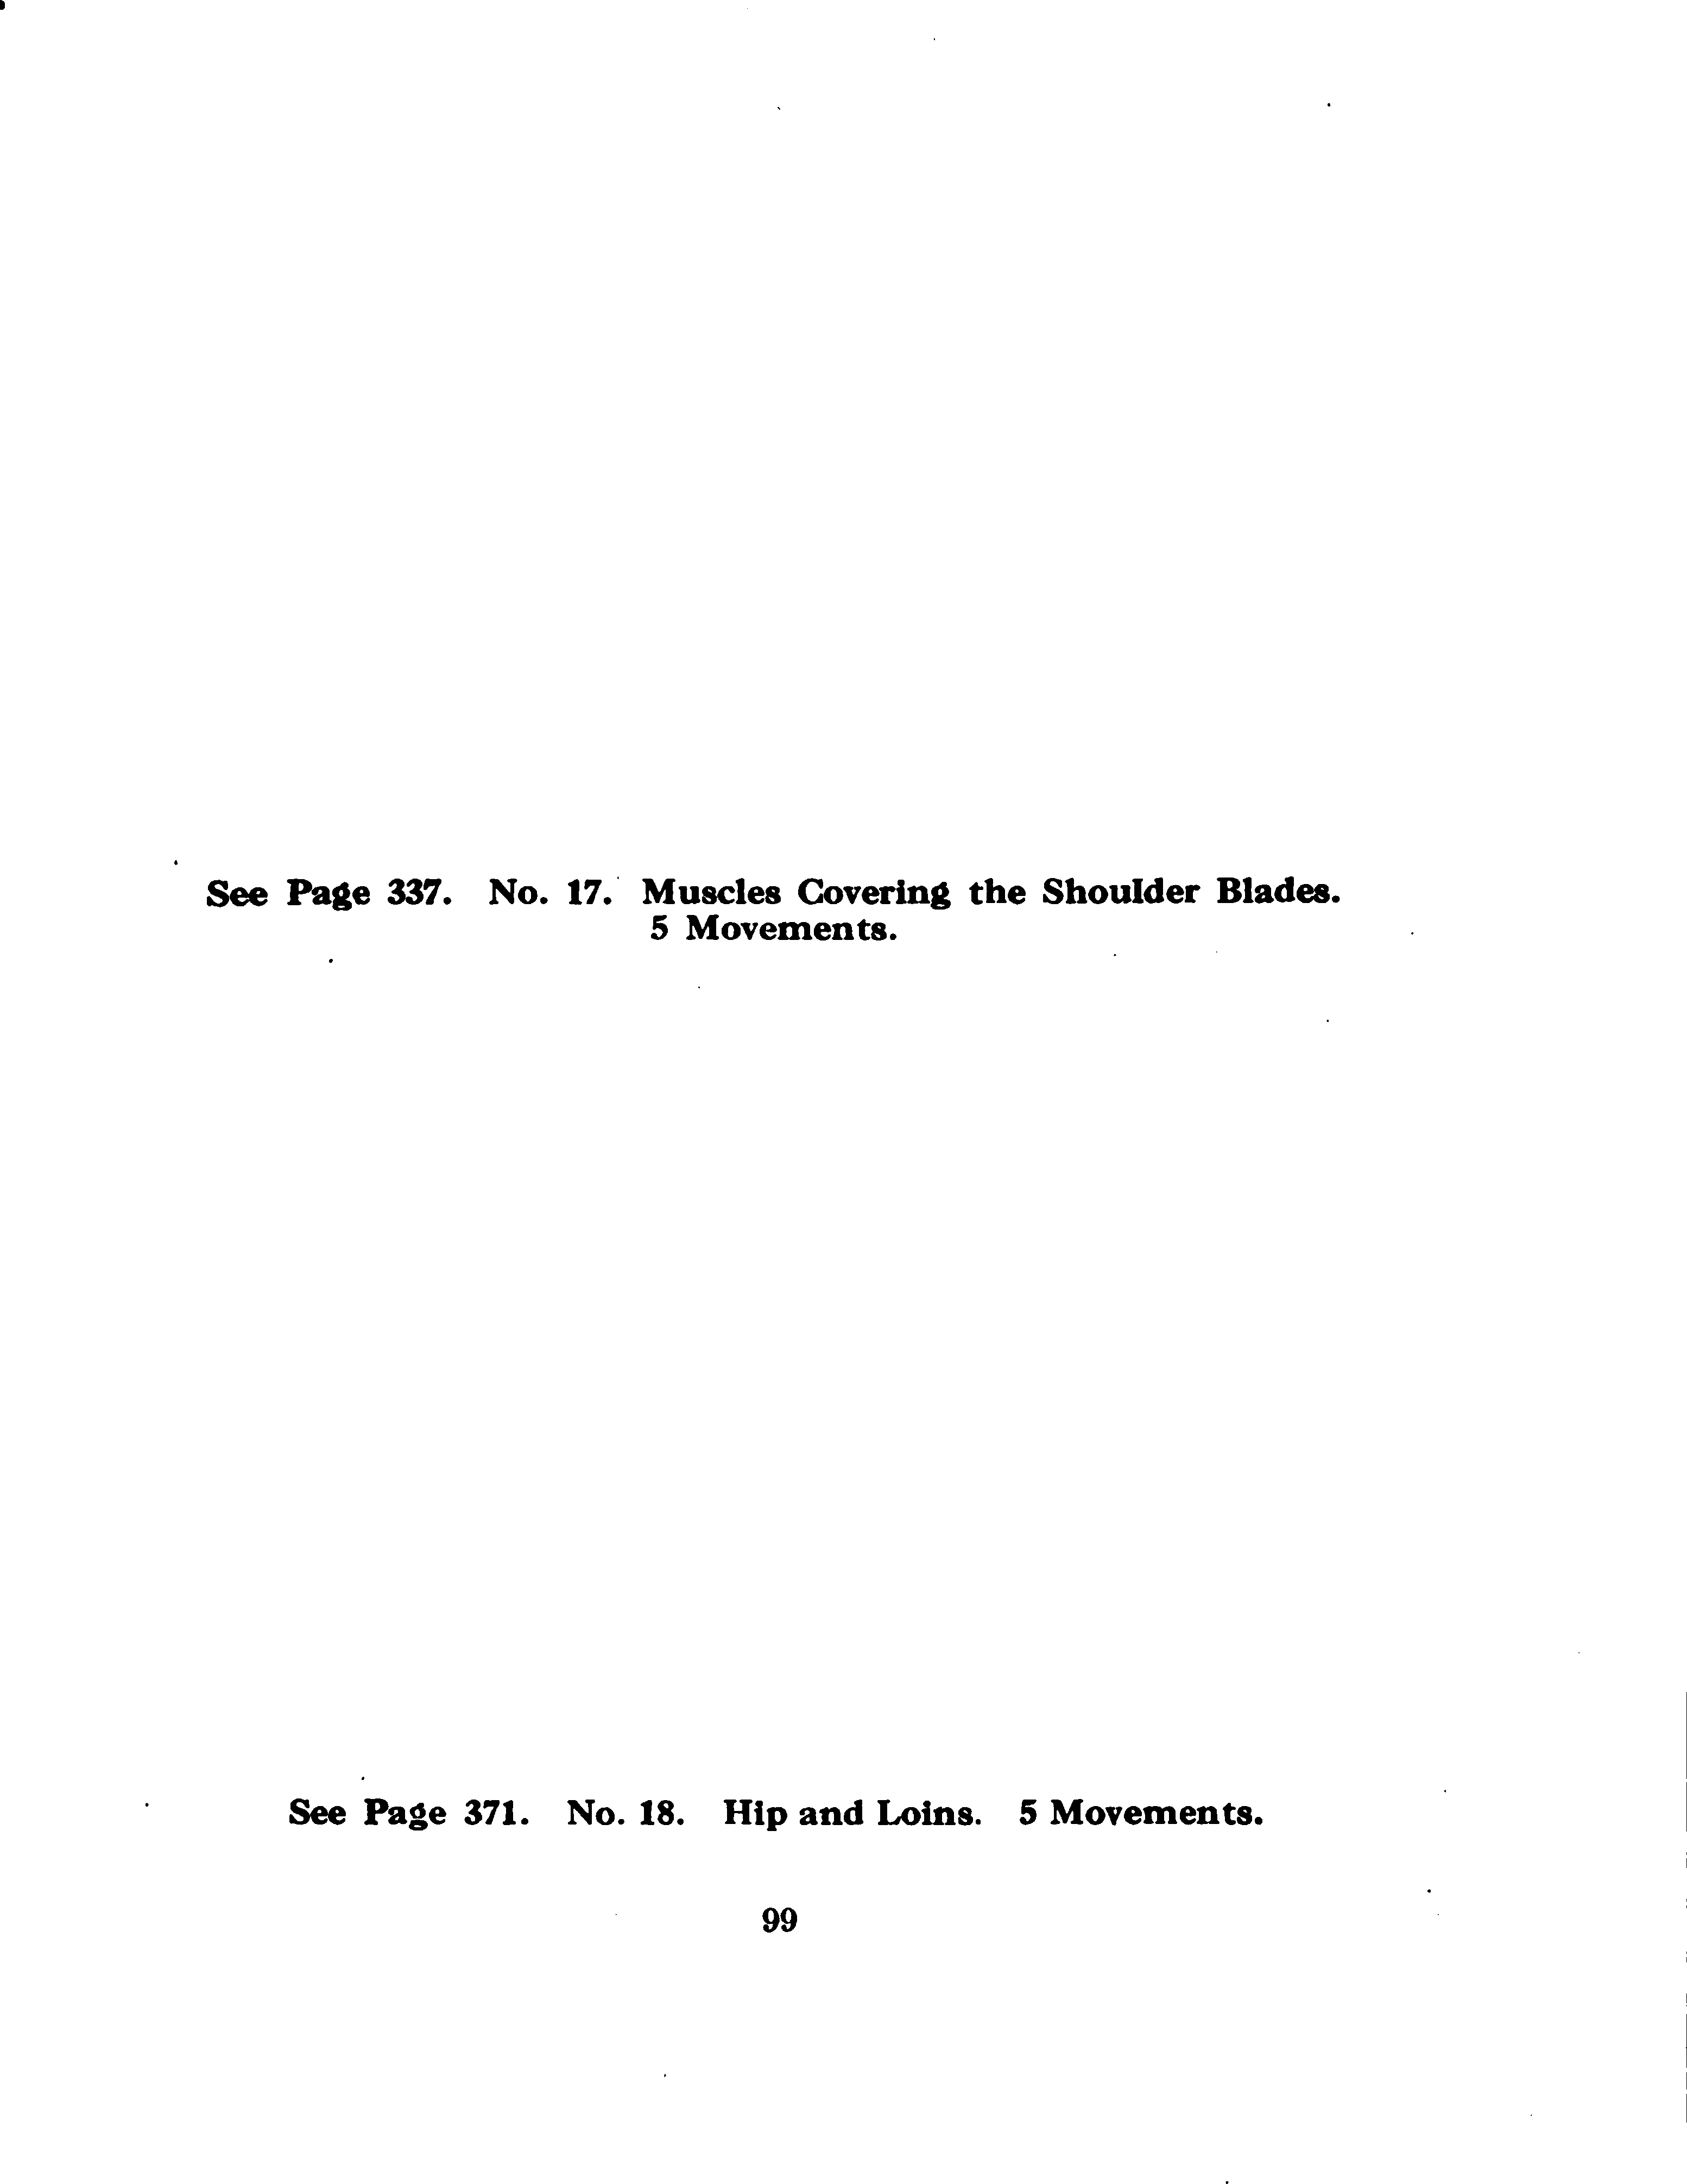 See Page 337. No. 17. Muscles Covering the Shoulder Blades.
5 Movements.
See Page 371. No. 18. Hip and Loins. 5 Movements.
99